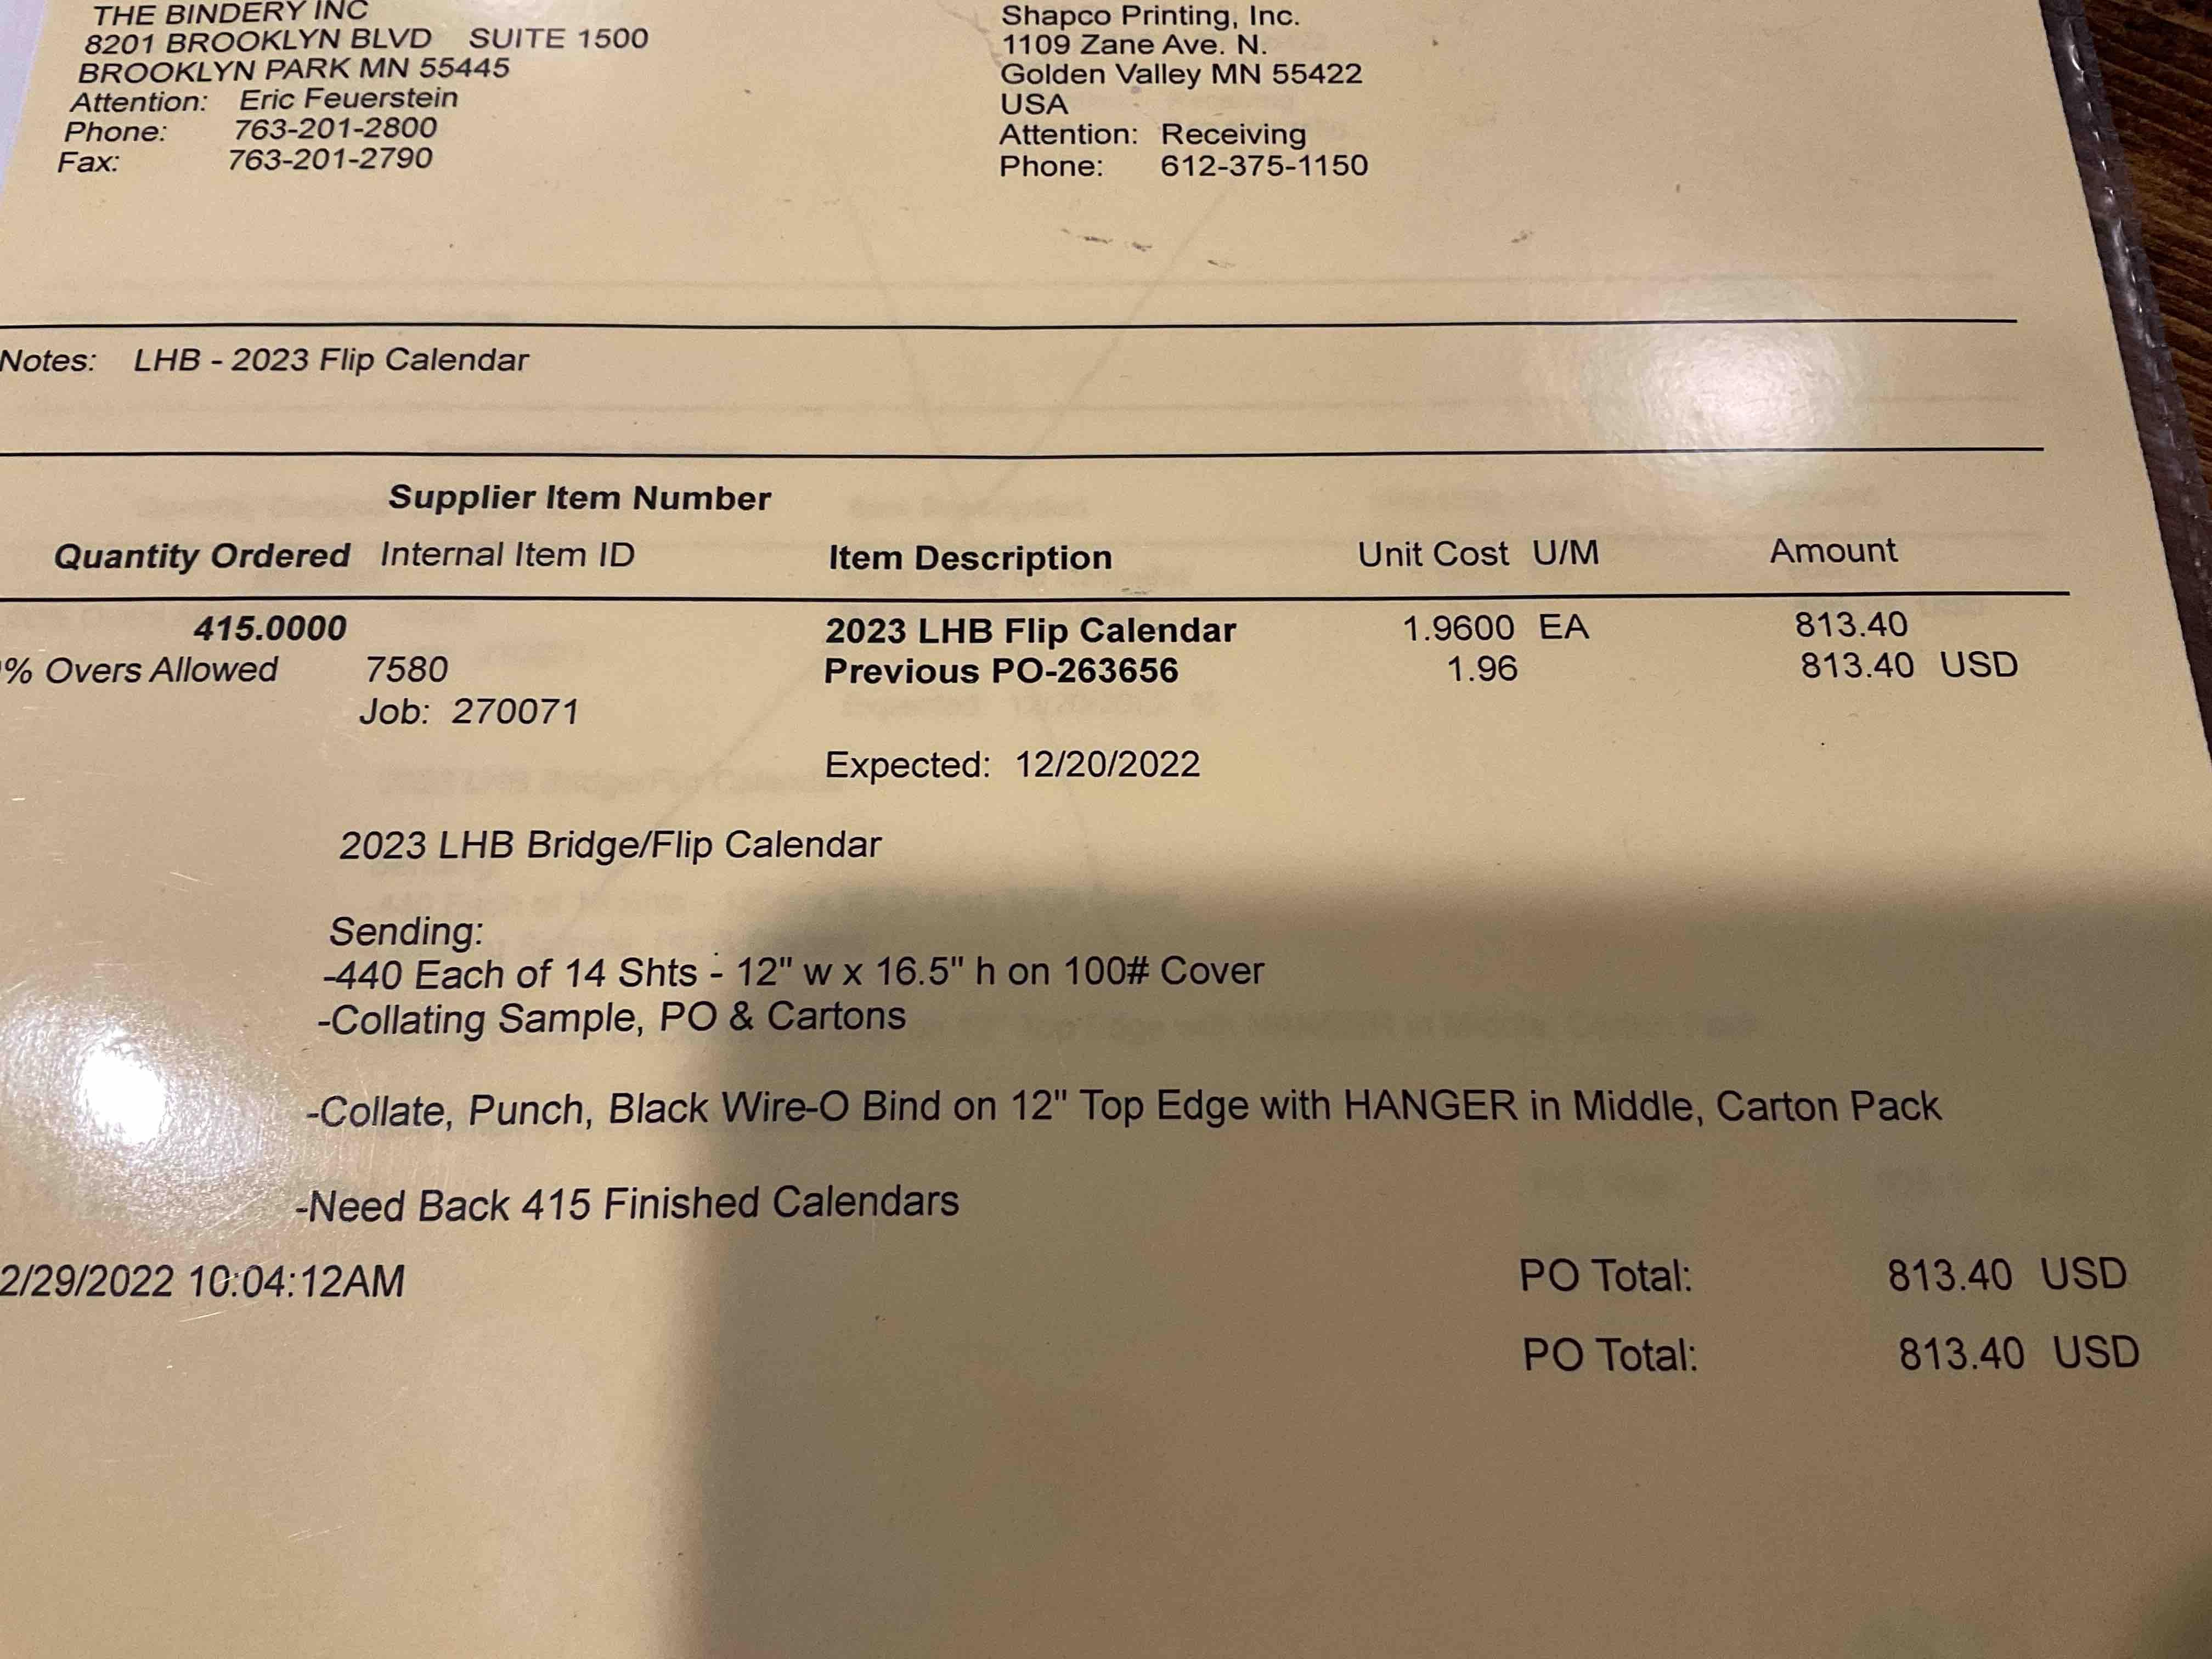 THE BINDERY INC
8201 BROOKLYN BLVD SUITE 1500
BROOKLYN PARK MN 55445
Attention: Eric Feuerstein
Phone: 763-201-2800
Fax: 763-201-2790
Shapco Printing, Inc.
1109 Zane Ave. N.
Golden Valley MN 55422
USA
Attention: Receiving
Phone: 612-375-1150
Notes: LHB - 2023 Flip Calendar
Supplier Item Number
Quantity Ordered Internal Item ID Item Description Unit Cost U/M Amount
415.0000 2023 LHB Flip Calendar 1.9600 EA 813.40
% Overs Allowed 7580 Previous PO-263656 1.96 813.40 USD
Job: 270071
Expected: 12/20/2022
2023 LHB Bridge/Flip Calendar
Sending:
-440 Each of 14 Shts - 12" w x 16.5" h on 100# Cover
-Collating Sample, PO & Cartons
-Collate, Punch, Black Wire-O Bind on 12" Top Edge with HANGER in Middle, Carton Pack
-Need Back 415 Finished Calendars
2/29/2022 10:04:12AM PO Total: 813.40 USD
PO Total: 813.40 USD